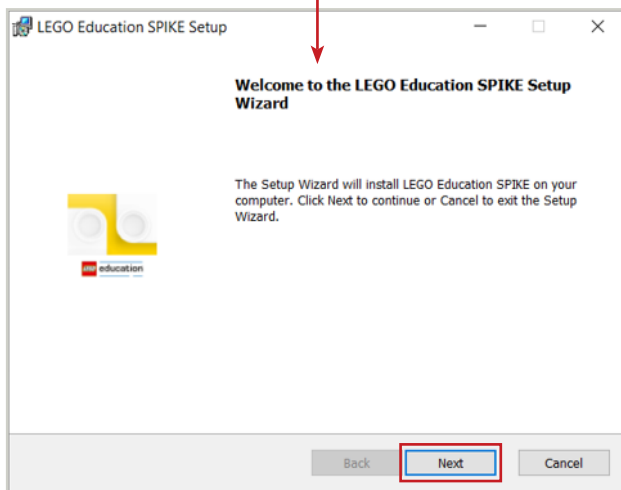 LEGO Education SPIKE Setup
Welcome to the LEGO Education SPIKE Setup
Wizard
The Setup Wizard will install LEGO Education SPIKE on your
computer. Click Next to continue or Cancel to exit the Setup
Wizard.
LEGO education
Back Next Cancel